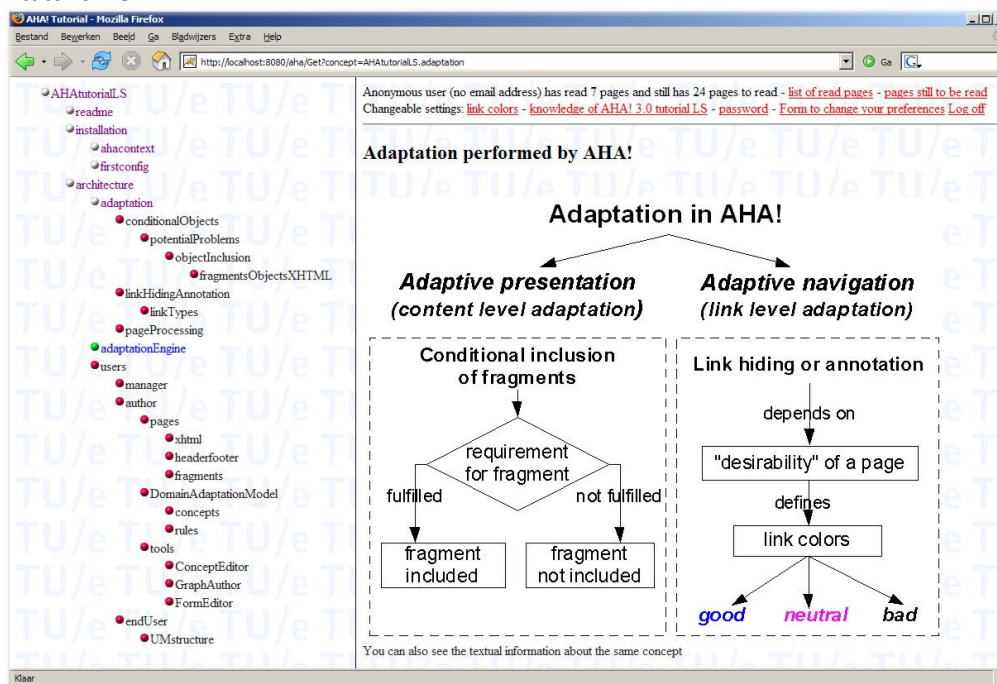 AHA! Tutorial - Mozilla Firefox
Bestand Bewerken Beeld Ga Bladwijzers Extra Help
http://localhost:8080/aha/Get?concept=AHAtutorialLS.adaptation
Ga
AHAtutorialLS
readme
installation
ahacontext
firstconfig
architecture
adaptation
conditionalObjects
potentialProblems
objectInclusion
fragmentsObjectsXHTML
linkHidingAnnotation
linkTypes
pageProcessing
adaptationEngine
users
manager
author
pages
xhtml
headerfooter
fragments
DomainAdaptationModel
concepts
rules
tools
ConceptEditor
GraphAuthor
FormEditor
endUser
UMstructure
Anonymous user (no email address) has read 7 pages and still has 24 pages to read - list of read pages - pages still to be read
Changeable settings: link colors - knowledge of AHA! 3.0 tutorial LS - password - Form to change your preferences Log off
Adaptation performed by AHA!
Adaptation in AHA!
Adaptive presentation
(content level adaptation)
Adaptive navigation
(link level adaptation)
Conditional inclusion
of fragments
requirement
for fragment
fulfilled
not fulfilled
fragment
included
fragment
not included
Link hiding or annotation
depends on
"desirability" of a page
defines
link colors
good
neutral
bad
You can also see the textual information about the same concept
Klaar
TU/e